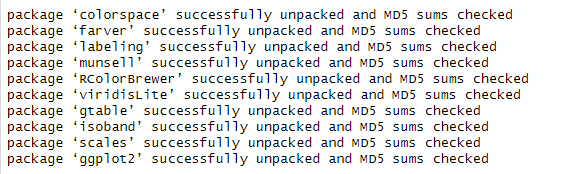 package ‘colorspace’ successfully unpacked and MD5 sums checked
package ‘farver’ successfully unpacked and MD5 sums checked
package ‘labeling’ successfully unpacked and MD5 sums checked
package ‘munsell’ successfully unpacked and MD5 sums checked
package ‘RColorBrewer’ successfully unpacked and MD5 sums checked
package ‘viridisLite’ successfully unpacked and MD5 sums checked
package ‘gtable’ successfully unpacked and MD5 sums checked
package ‘isoband’ successfully unpacked and MD5 sums checked
package ‘scales’ successfully unpacked and MD5 sums checked
package ‘ggplot2’ successfully unpacked and MD5 sums checked